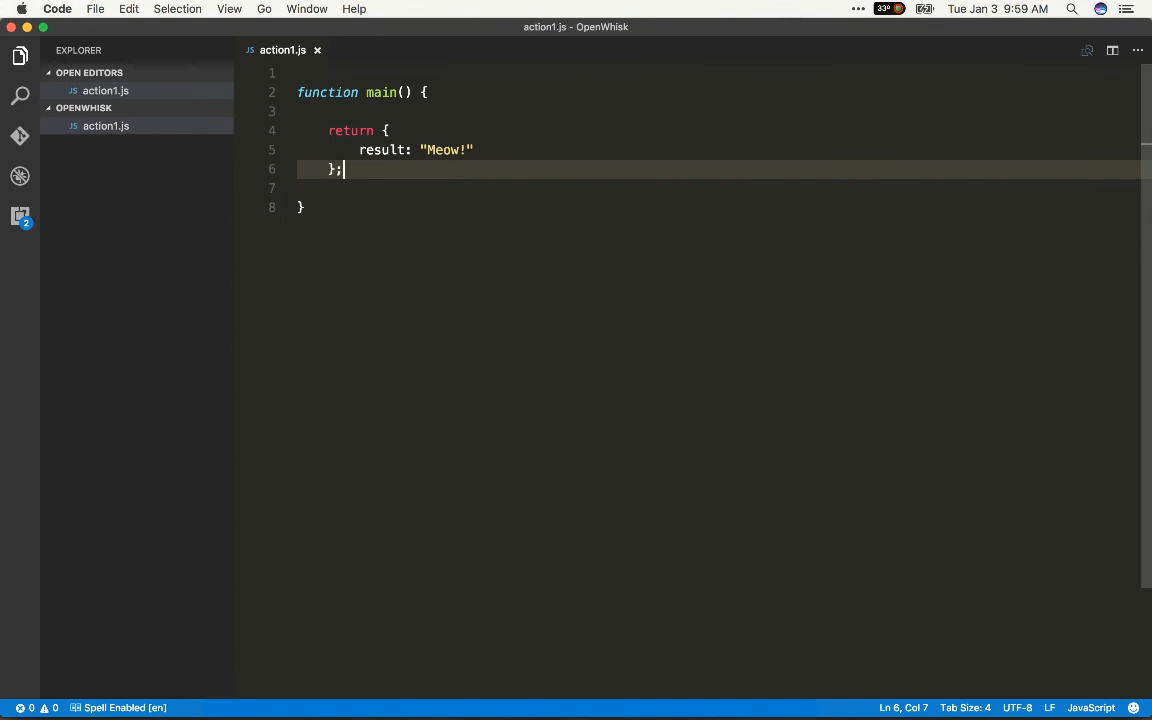 Code File Edit Selection View Go Window Help 33° Tue Jan 3 9:59 AM
action1.js - OpenWhisk
EXPLORER
JS action1.js
OPEN EDITORS
JS action1.js
OPENWHISK
JS action1.js
1
2 function main() {
3
4 return {
5 result: "Meow!"
6 };
7
8 }
2
0 0 Spell Enabled [en] Ln 6, Col 7 Tab Size: 4 UTF-8 LF JavaScript